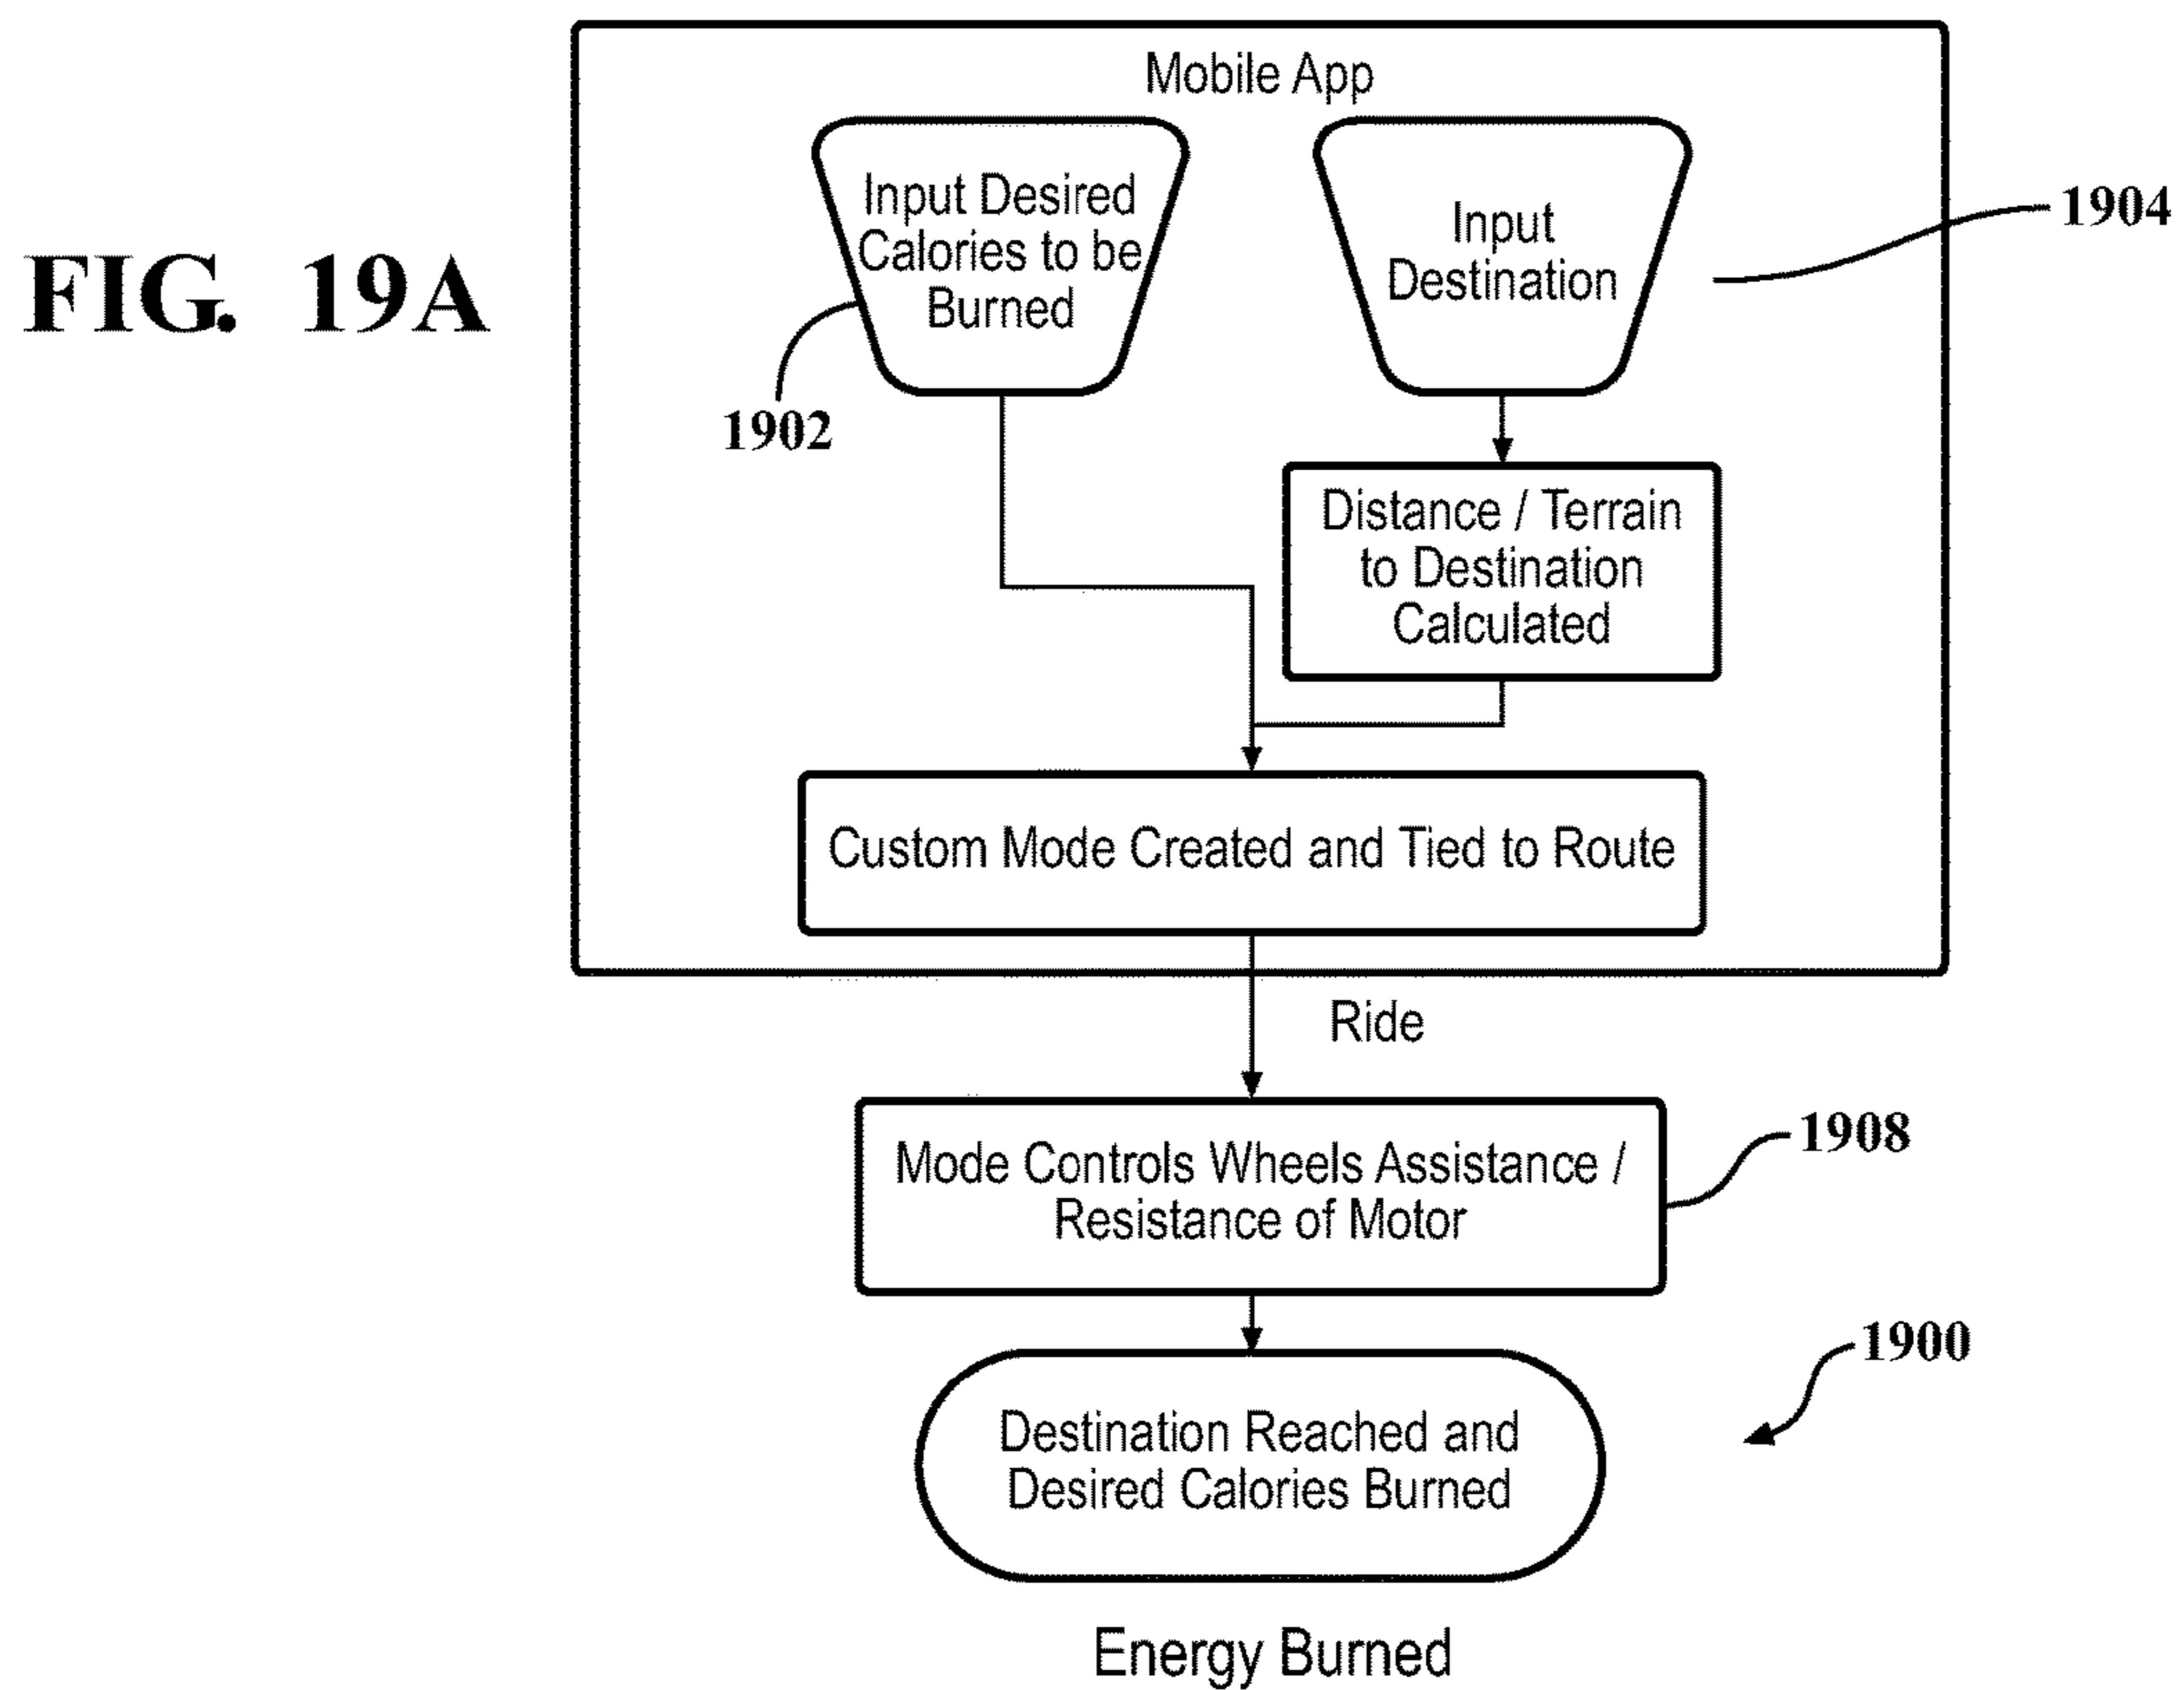 FIG. 19A
Mobile App
Input Desired
Calories to be
Burned
1902
Input
Destination
1904
Distance / Terrain
to Destination
Calculated
Custom Mode Created and Tied to Route
Ride
Mode Controls Wheels Assistance /
Resistance of Motor
1908
1900
Destination Reached and
Desired Calories Burned
Energy Burned